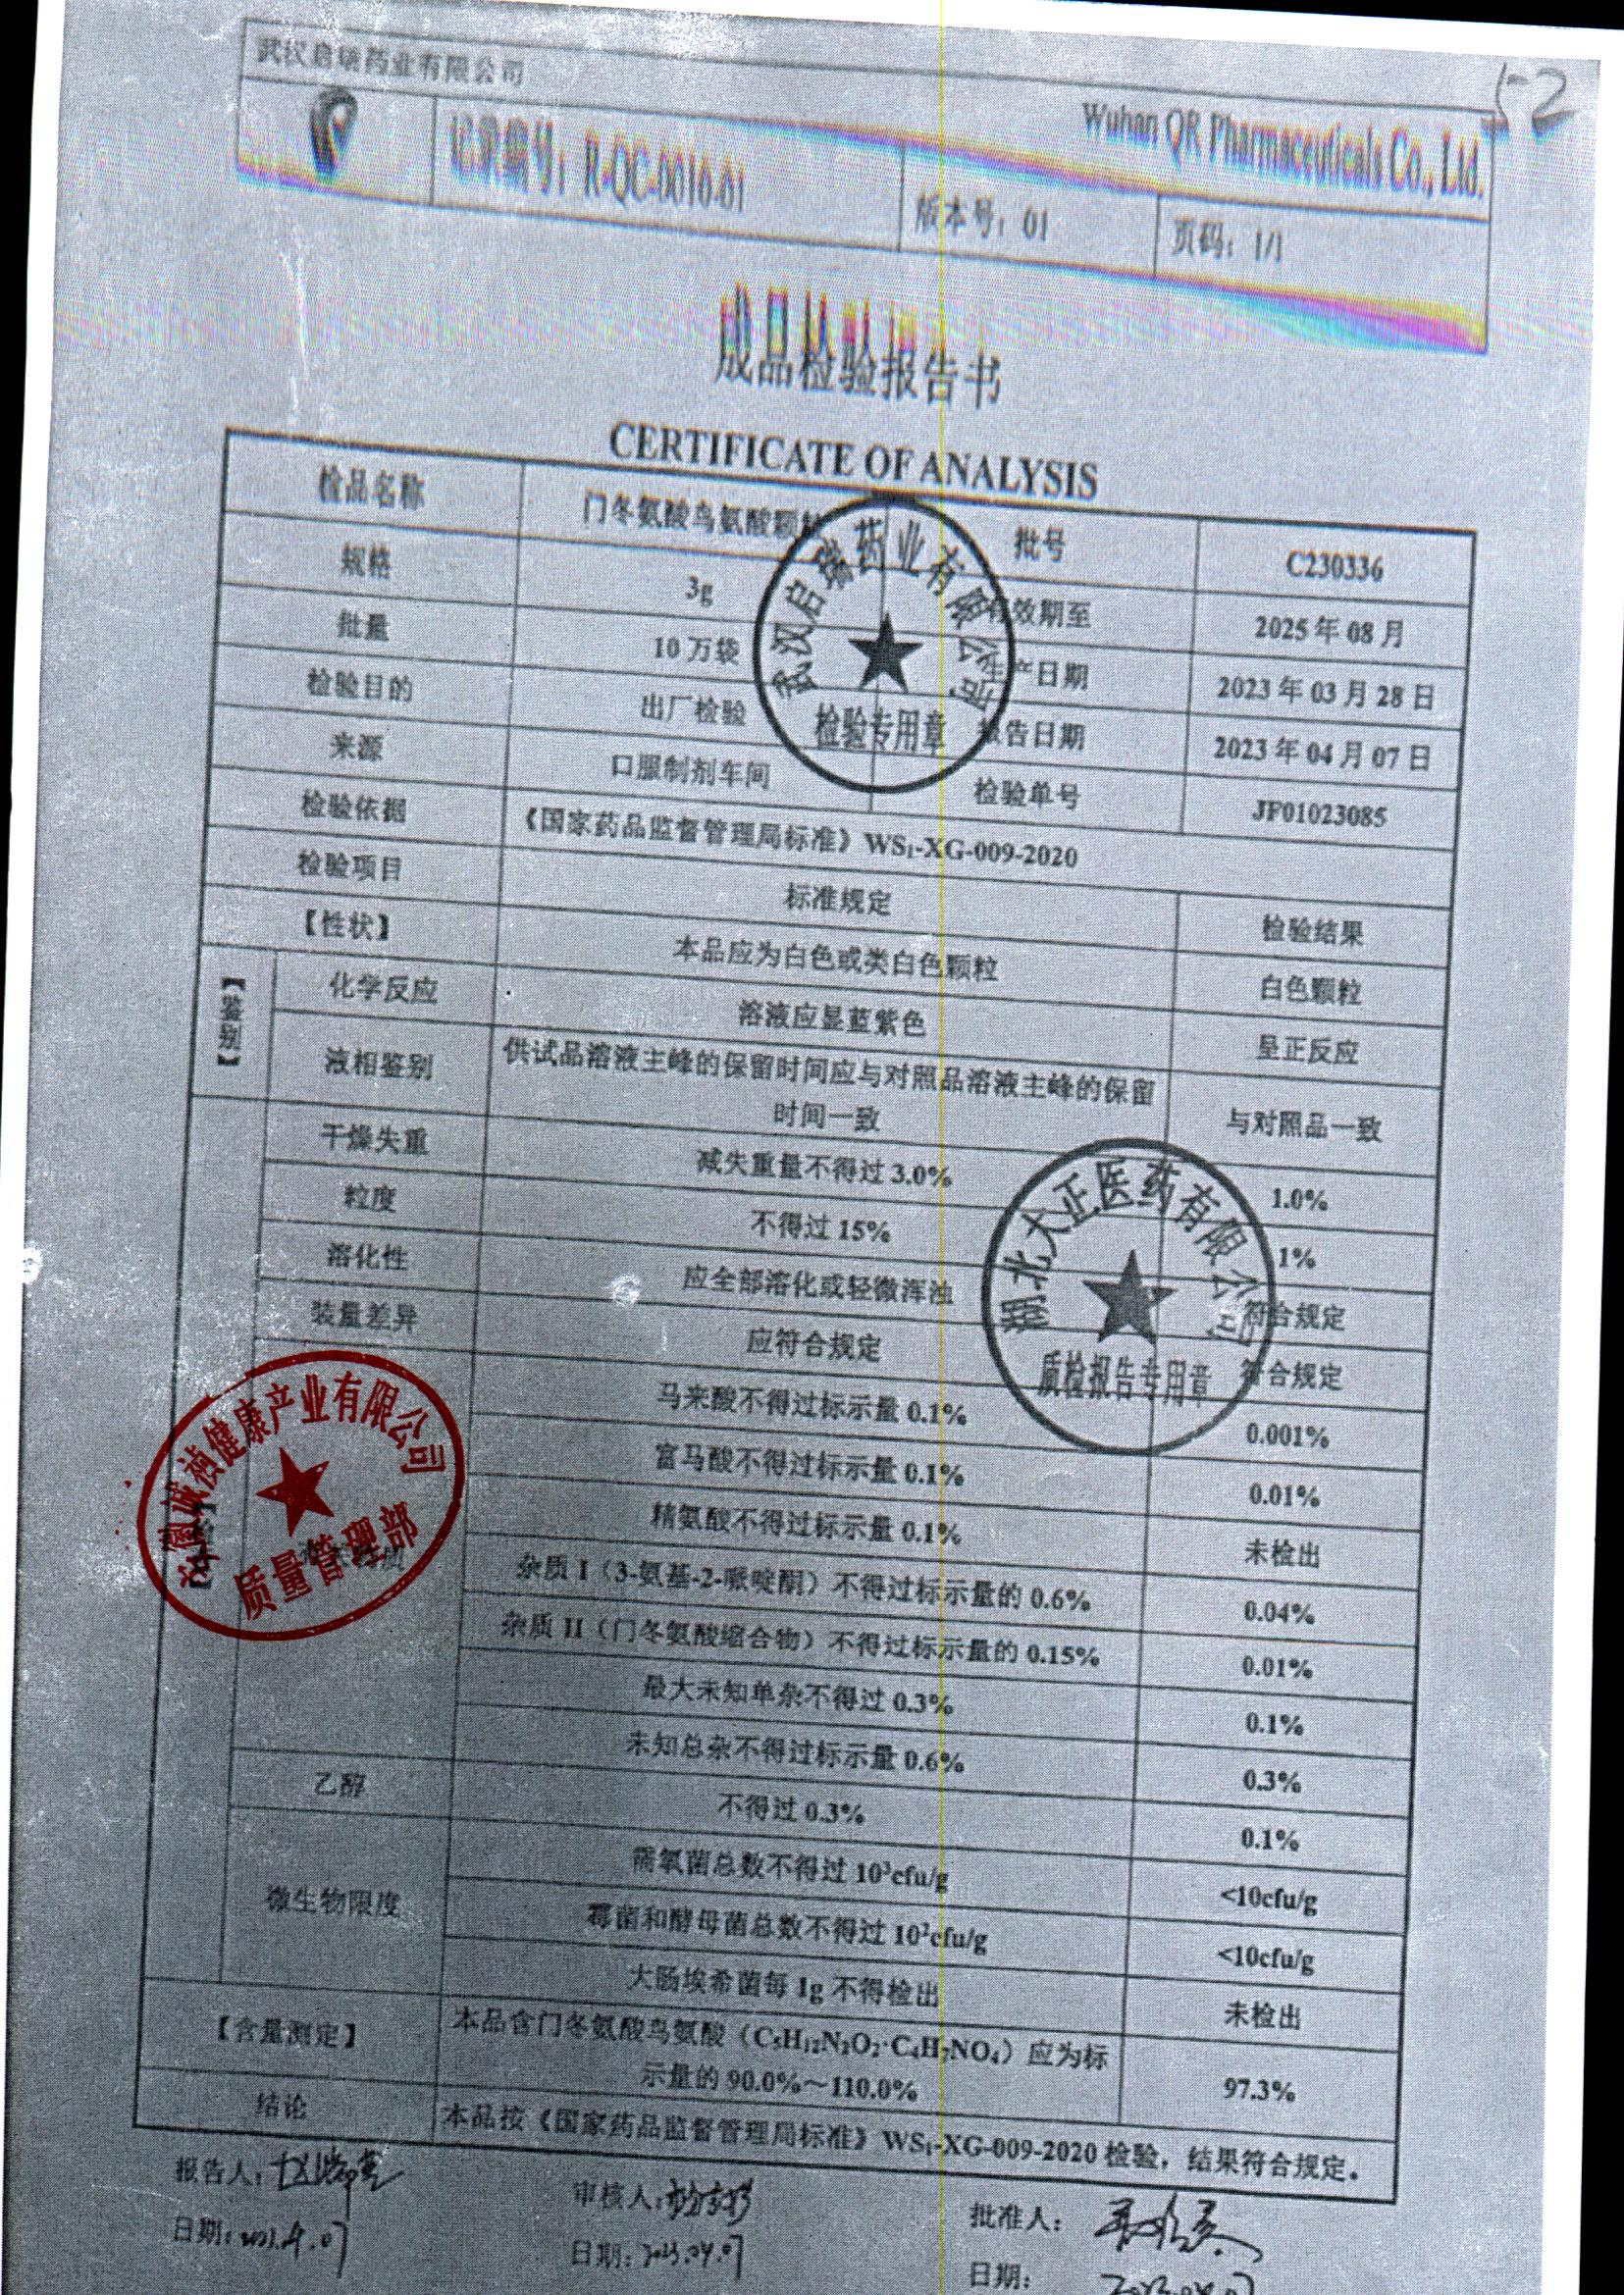 武汉启瑞药业有限公司
Wuhan QR Pharmaceuticals Co., Ltd.
52
记录编号：R-QC-0010-01 版本号：01 页码：1/1
成品检验报告书
CERTIFICATE OF ANALYSIS
检品名称 门冬氨酸鸟氨酸颗粒 批号 C230336
规格 3g 有效期至 2025年08月
批量 10万袋 生产日期 2023年03月28日
检验目的 出厂检验 报告日期 2023年04月07日
来源 口服制剂车间 检验单号 JF01023085
检验依据 《国家药品监督管理局标准》WS₁-XG-009-2020
检验项目 标准规定 检验结果
【性状】 本品应为白色或类白色颗粒 白色颗粒
【鉴别】 化学反应 溶液应显蓝紫色 呈正反应
液相鉴别 供试品溶液主峰的保留时间应与对照品溶液主峰的保留
时间一致 与对照品一致
干燥失重 减失重量不得过3.0% 1.0%
粒度 不得过15% 1%
溶化性 应全部溶化或轻微浑浊 符合规定
装量差异 应符合规定 符合规定
马来酸不得过标示量0.1% 0.001%
富马酸不得过标示量0.1% 0.01%
精氨酸不得过标示量0.1% 未检出
杂质I（3-氨基-2-哌啶酮）不得过标示量的0.6% 0.04%
杂质II（门冬氨酸缩合物）不得过标示量的0.15% 0.01%
最大未知单杂不得过0.3% 0.1%
未知总杂不得过标示量0.6% 0.3%
乙醇 不得过0.3% 0.1%
微生物限度 需氧菌总数不得过10³cfu/g <10cfu/g
霉菌和酵母菌总数不得过10²cfu/g <10cfu/g
大肠埃希菌每1g不得检出 未检出
【含量测定】 本品含门冬氨酸鸟氨酸（C₅H₁₂N₂O₂·C₄H₇NO₄）应为标
示量的90.0%～110.0% 97.3%
结论 本品按《国家药品监督管理局标准》WS₁-XG-009-2020检验，结果符合规定。
报告人： 审核人： 批准人：
日期： 日期：2023.04.07 日期：2023.04.07
武汉启瑞药业有限公司
检验专用章
湖北大正医药有限公司
质检报告专用章
诚祯健康产业有限公司
质量管理部